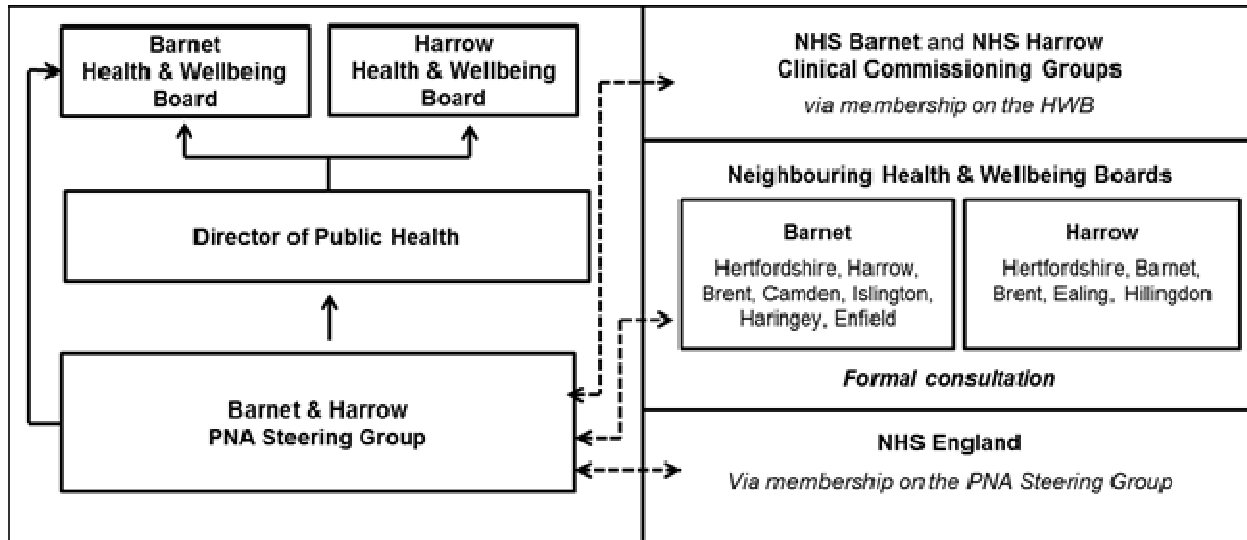 Barnet
Health & Wellbeing
Board
Harrow
Health & Wellbeing
Board
Director of Public Health
Barnet & Harrow
PNA Steering Group
NHS Barnet and NHS Harrow
Clinical Commissioning Groups
via membership on the HWB
Neighbouring Health & Wellbeing Boards
Barnet
Hertfordshire, Harrow,
Brent, Camden, Islington,
Haringey, Enfield
Harrow
Hertfordshire, Barnet,
Brent, Ealing, Hillingdon
Formal consultation
NHS England
Via membership on the PNA Steering Group